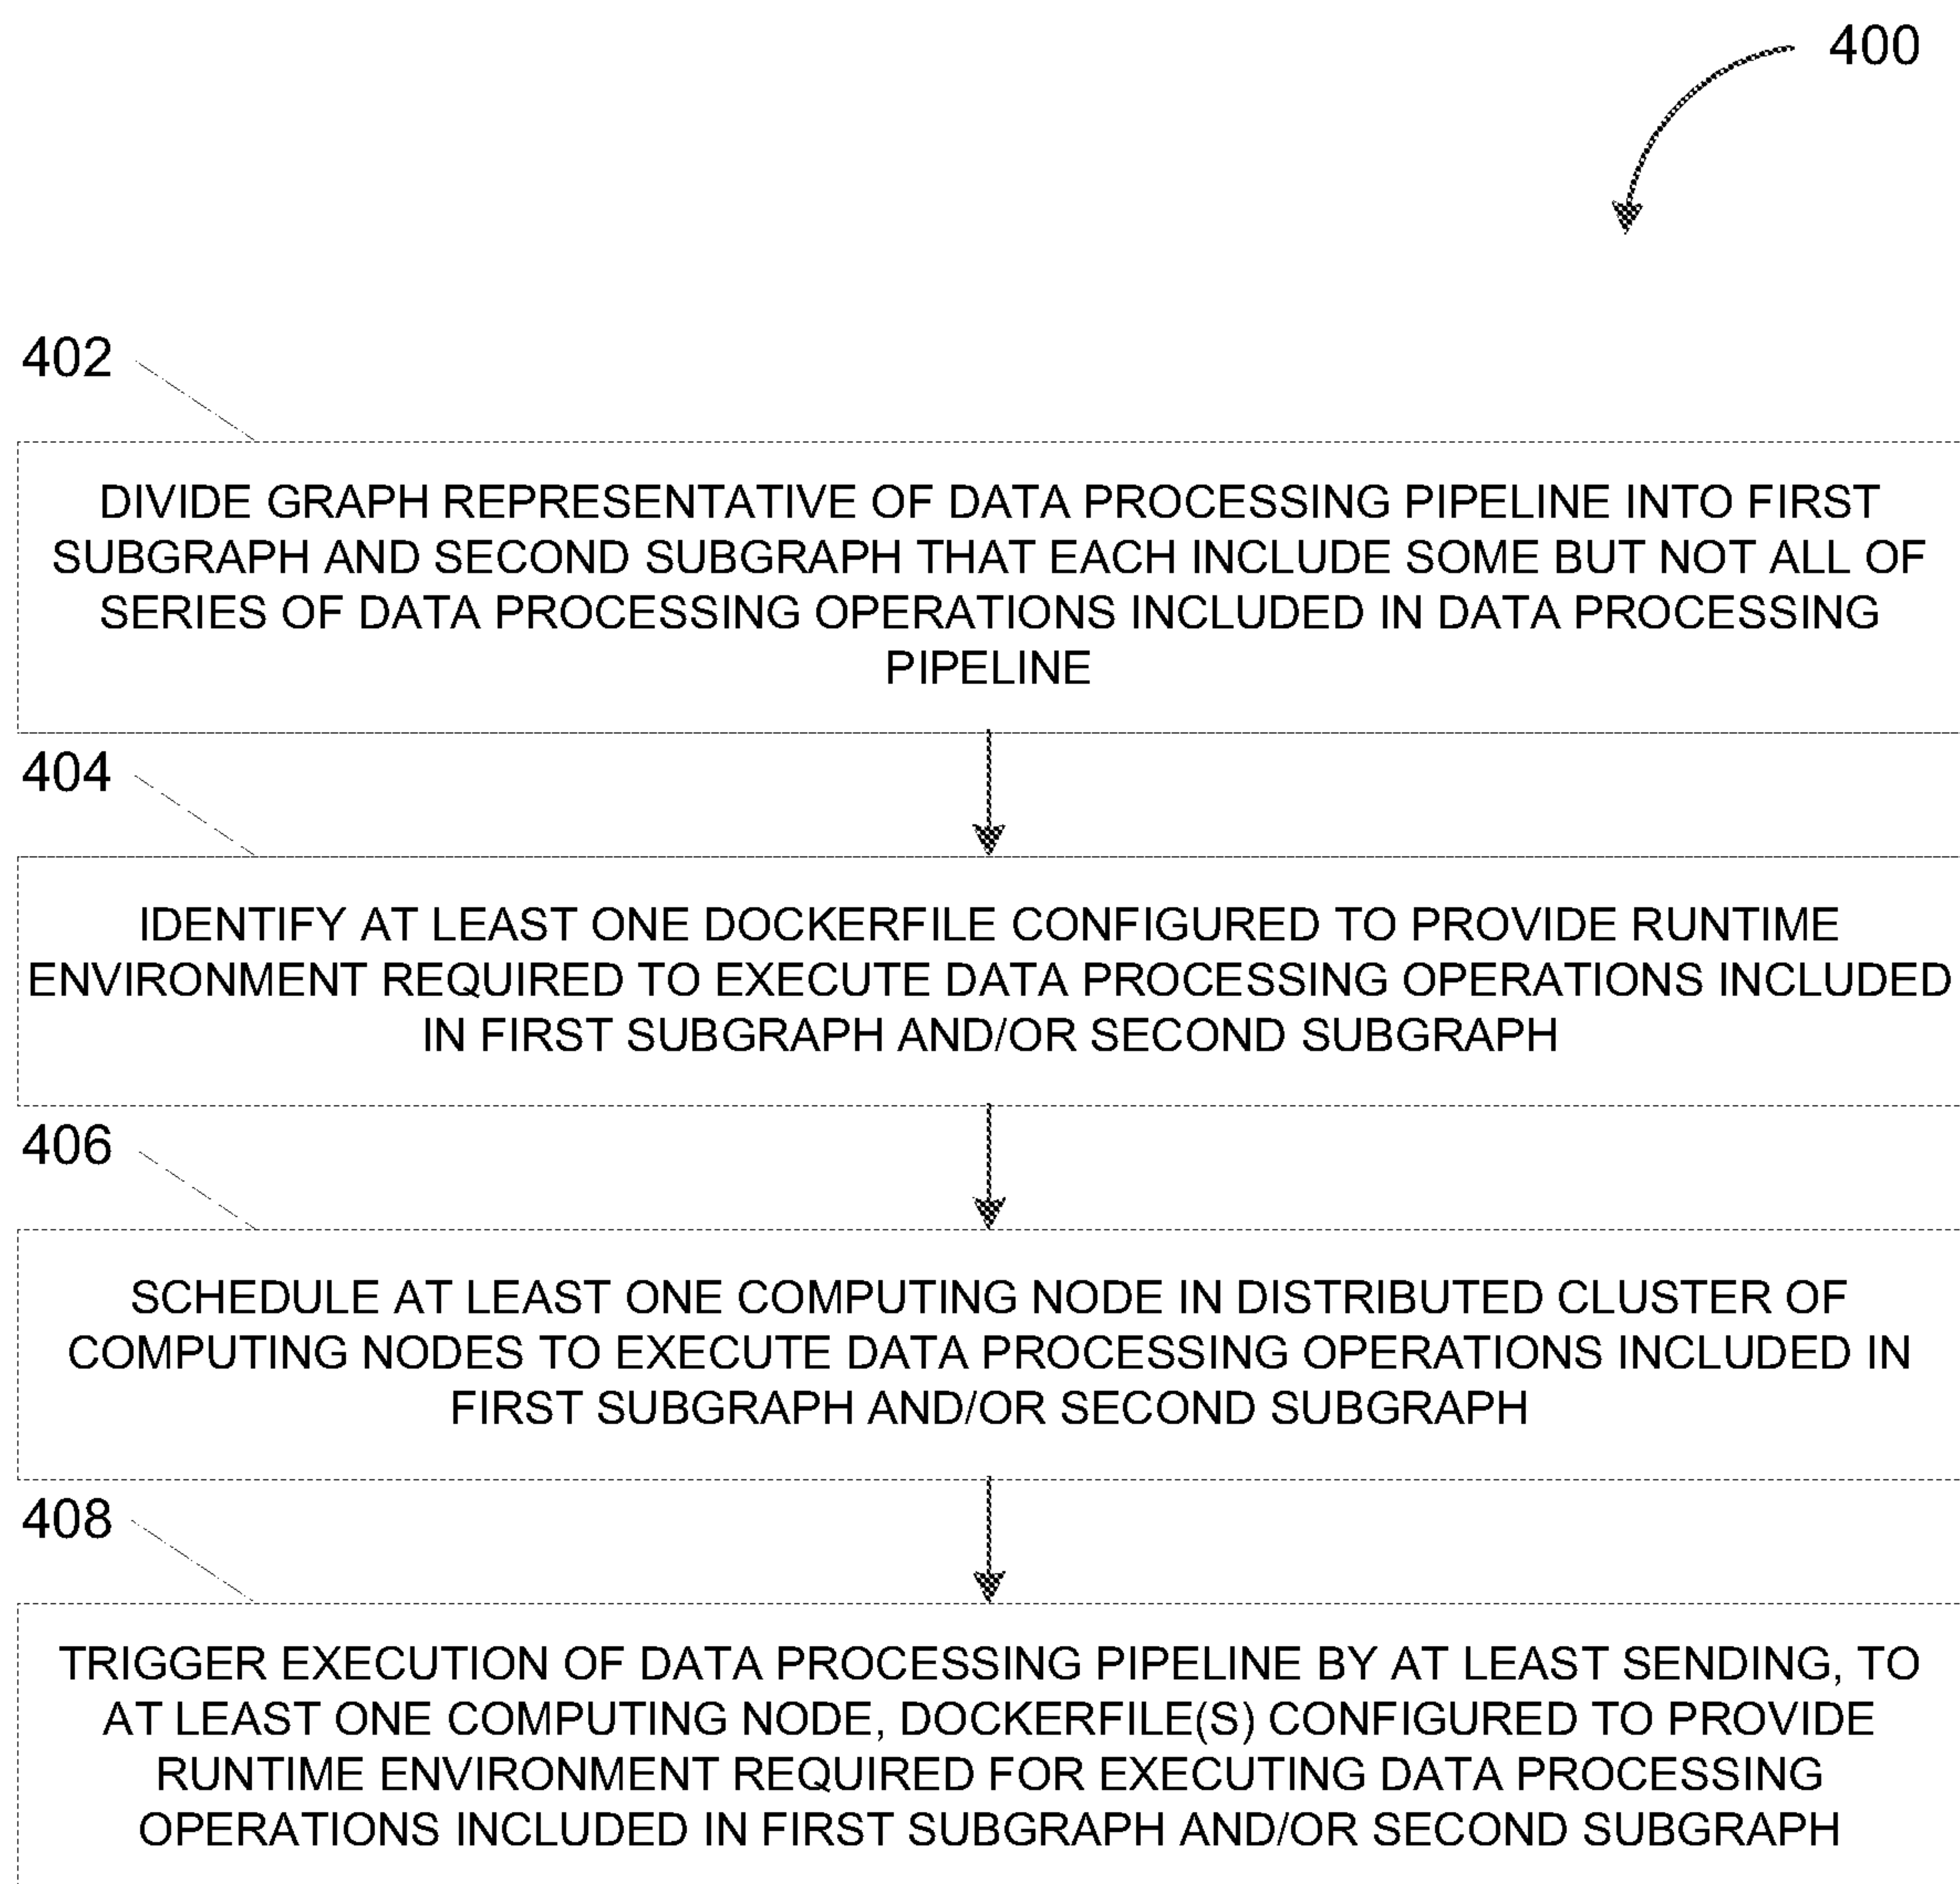 400
402
DIVIDE GRAPH REPRESENTATIVE OF DATA PROCESSING PIPELINE INTO FIRST
SUBGRAPH AND SECOND SUBGRAPH THAT EACH INCLUDE SOME BUT NOT ALL OF
SERIES OF DATA PROCESSING OPERATIONS INCLUDED IN DATA PROCESSING
PIPELINE
404
IDENTIFY AT LEAST ONE DOCKERFILE CONFIGURED TO PROVIDE RUNTIME
ENVIRONMENT REQUIRED TO EXECUTE DATA PROCESSING OPERATIONS INCLUDED
IN FIRST SUBGRAPH AND/OR SECOND SUBGRAPH
406
SCHEDULE AT LEAST ONE COMPUTING NODE IN DISTRIBUTED CLUSTER OF
COMPUTING NODES TO EXECUTE DATA PROCESSING OPERATIONS INCLUDED IN
FIRST SUBGRAPH AND/OR SECOND SUBGRAPH
408
TRIGGER EXECUTION OF DATA PROCESSING PIPELINE BY AT LEAST SENDING, TO
AT LEAST ONE COMPUTING NODE, DOCKERFILE(S) CONFIGURED TO PROVIDE
RUNTIME ENVIRONMENT REQUIRED FOR EXECUTING DATA PROCESSING
OPERATIONS INCLUDED IN FIRST SUBGRAPH AND/OR SECOND SUBGRAPH